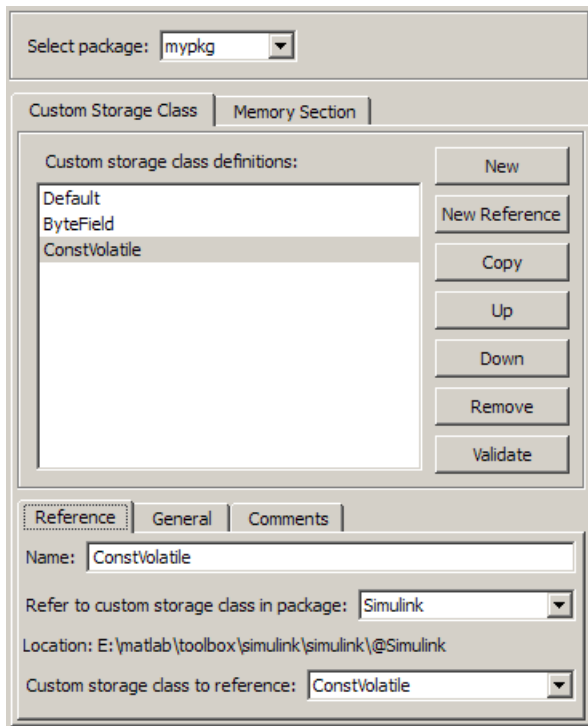 Select package: mypkg
Custom Storage Class Memory Section
Custom storage class definitions:
Default
ByteField
ConstVolatile
New
New Reference
Copy
Up
Down
Remove
Validate
Reference General Comments
Name: ConstVolatile
Refer to custom storage class in package: Simulink
Location: E:\matlab\toolbox\simulink\simulink\@Simulink
Custom storage class to reference: ConstVolatile